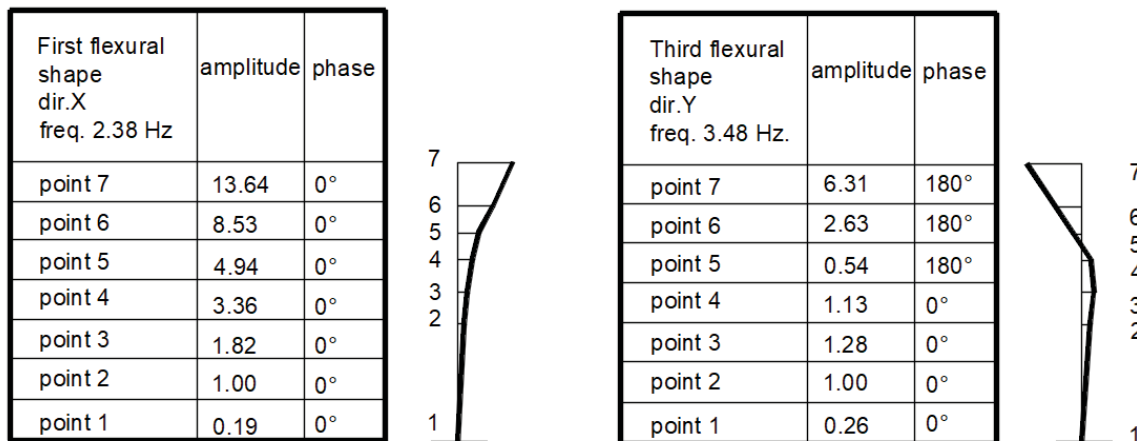 First flexural
shape
dir.X
freq. 2.38 Hz
amplitude phase
point 7 13.64 0°
point 6 8.53 0°
point 5 4.94 0°
point 4 3.36 0°
point 3 1.82 0°
point 2 1.00 0°
point 1 0.19 0°
7
6
5
4
3
2
1
Third flexural
shape
dir.Y
freq. 3.48 Hz.
amplitude phase
point 7 6.31 180°
point 6 2.63 180°
point 5 0.54 180°
point 4 1.13 0°
point 3 1.28 0°
point 2 1.00 0°
point 1 0.26 0°
7
6
5
4
3
2
1